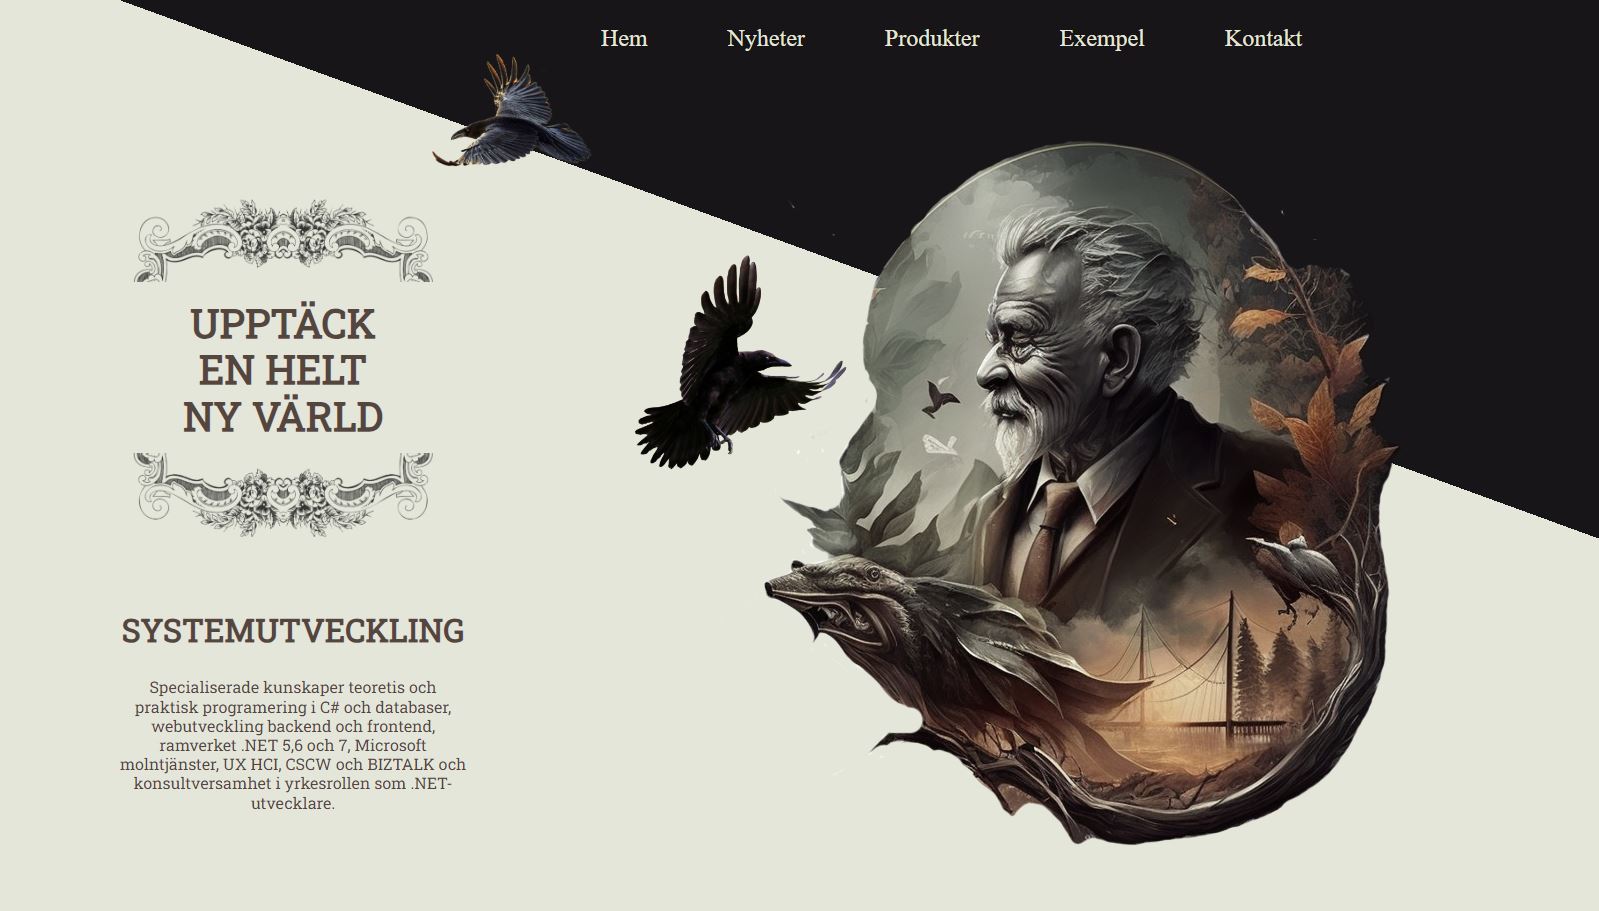 Hem Nyheter Produkter Exempel Kontakt
UPPTÄCK
EN HELT
NY VÄRLD
SYSTEMUTVECKLING
Specialiserade kunskaper teoretis och
praktisk programering i C# och databaser,
webutveckling backend och frontend,
ramverket .NET 5,6 och 7, Microsoft
molntjänster, UX HCI, CSCW och BIZTALK och
konsultversamhet i yrkesrollen som .NET-
utvecklare.